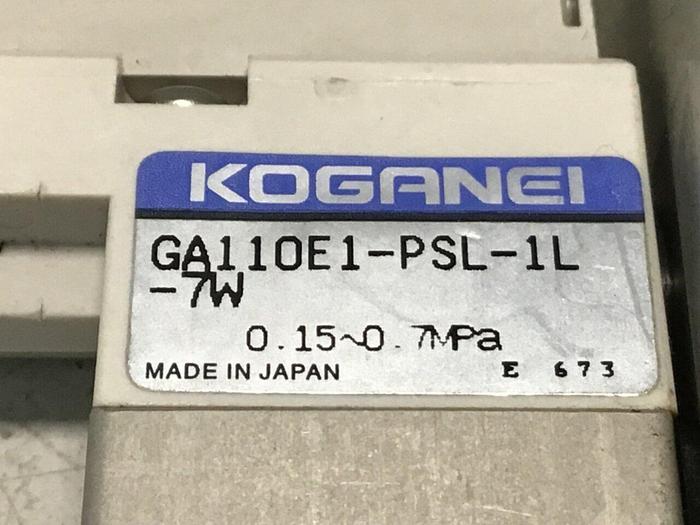 KOGANEI
GA110E1-PSL-1L
-7W
0.15~0.7MPa
MADE IN JAPAN E 673